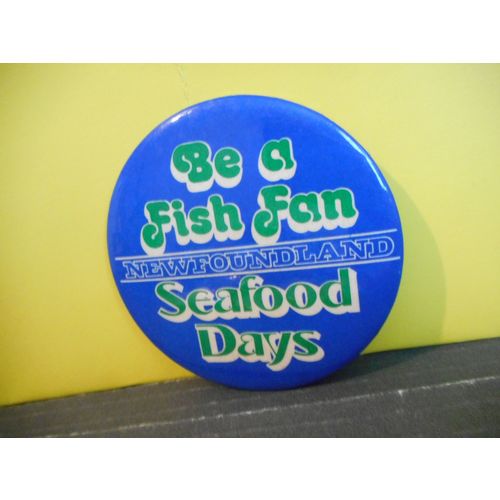 Be a
Fish Fan
NEWFOUNDLAND
Seafood
Days